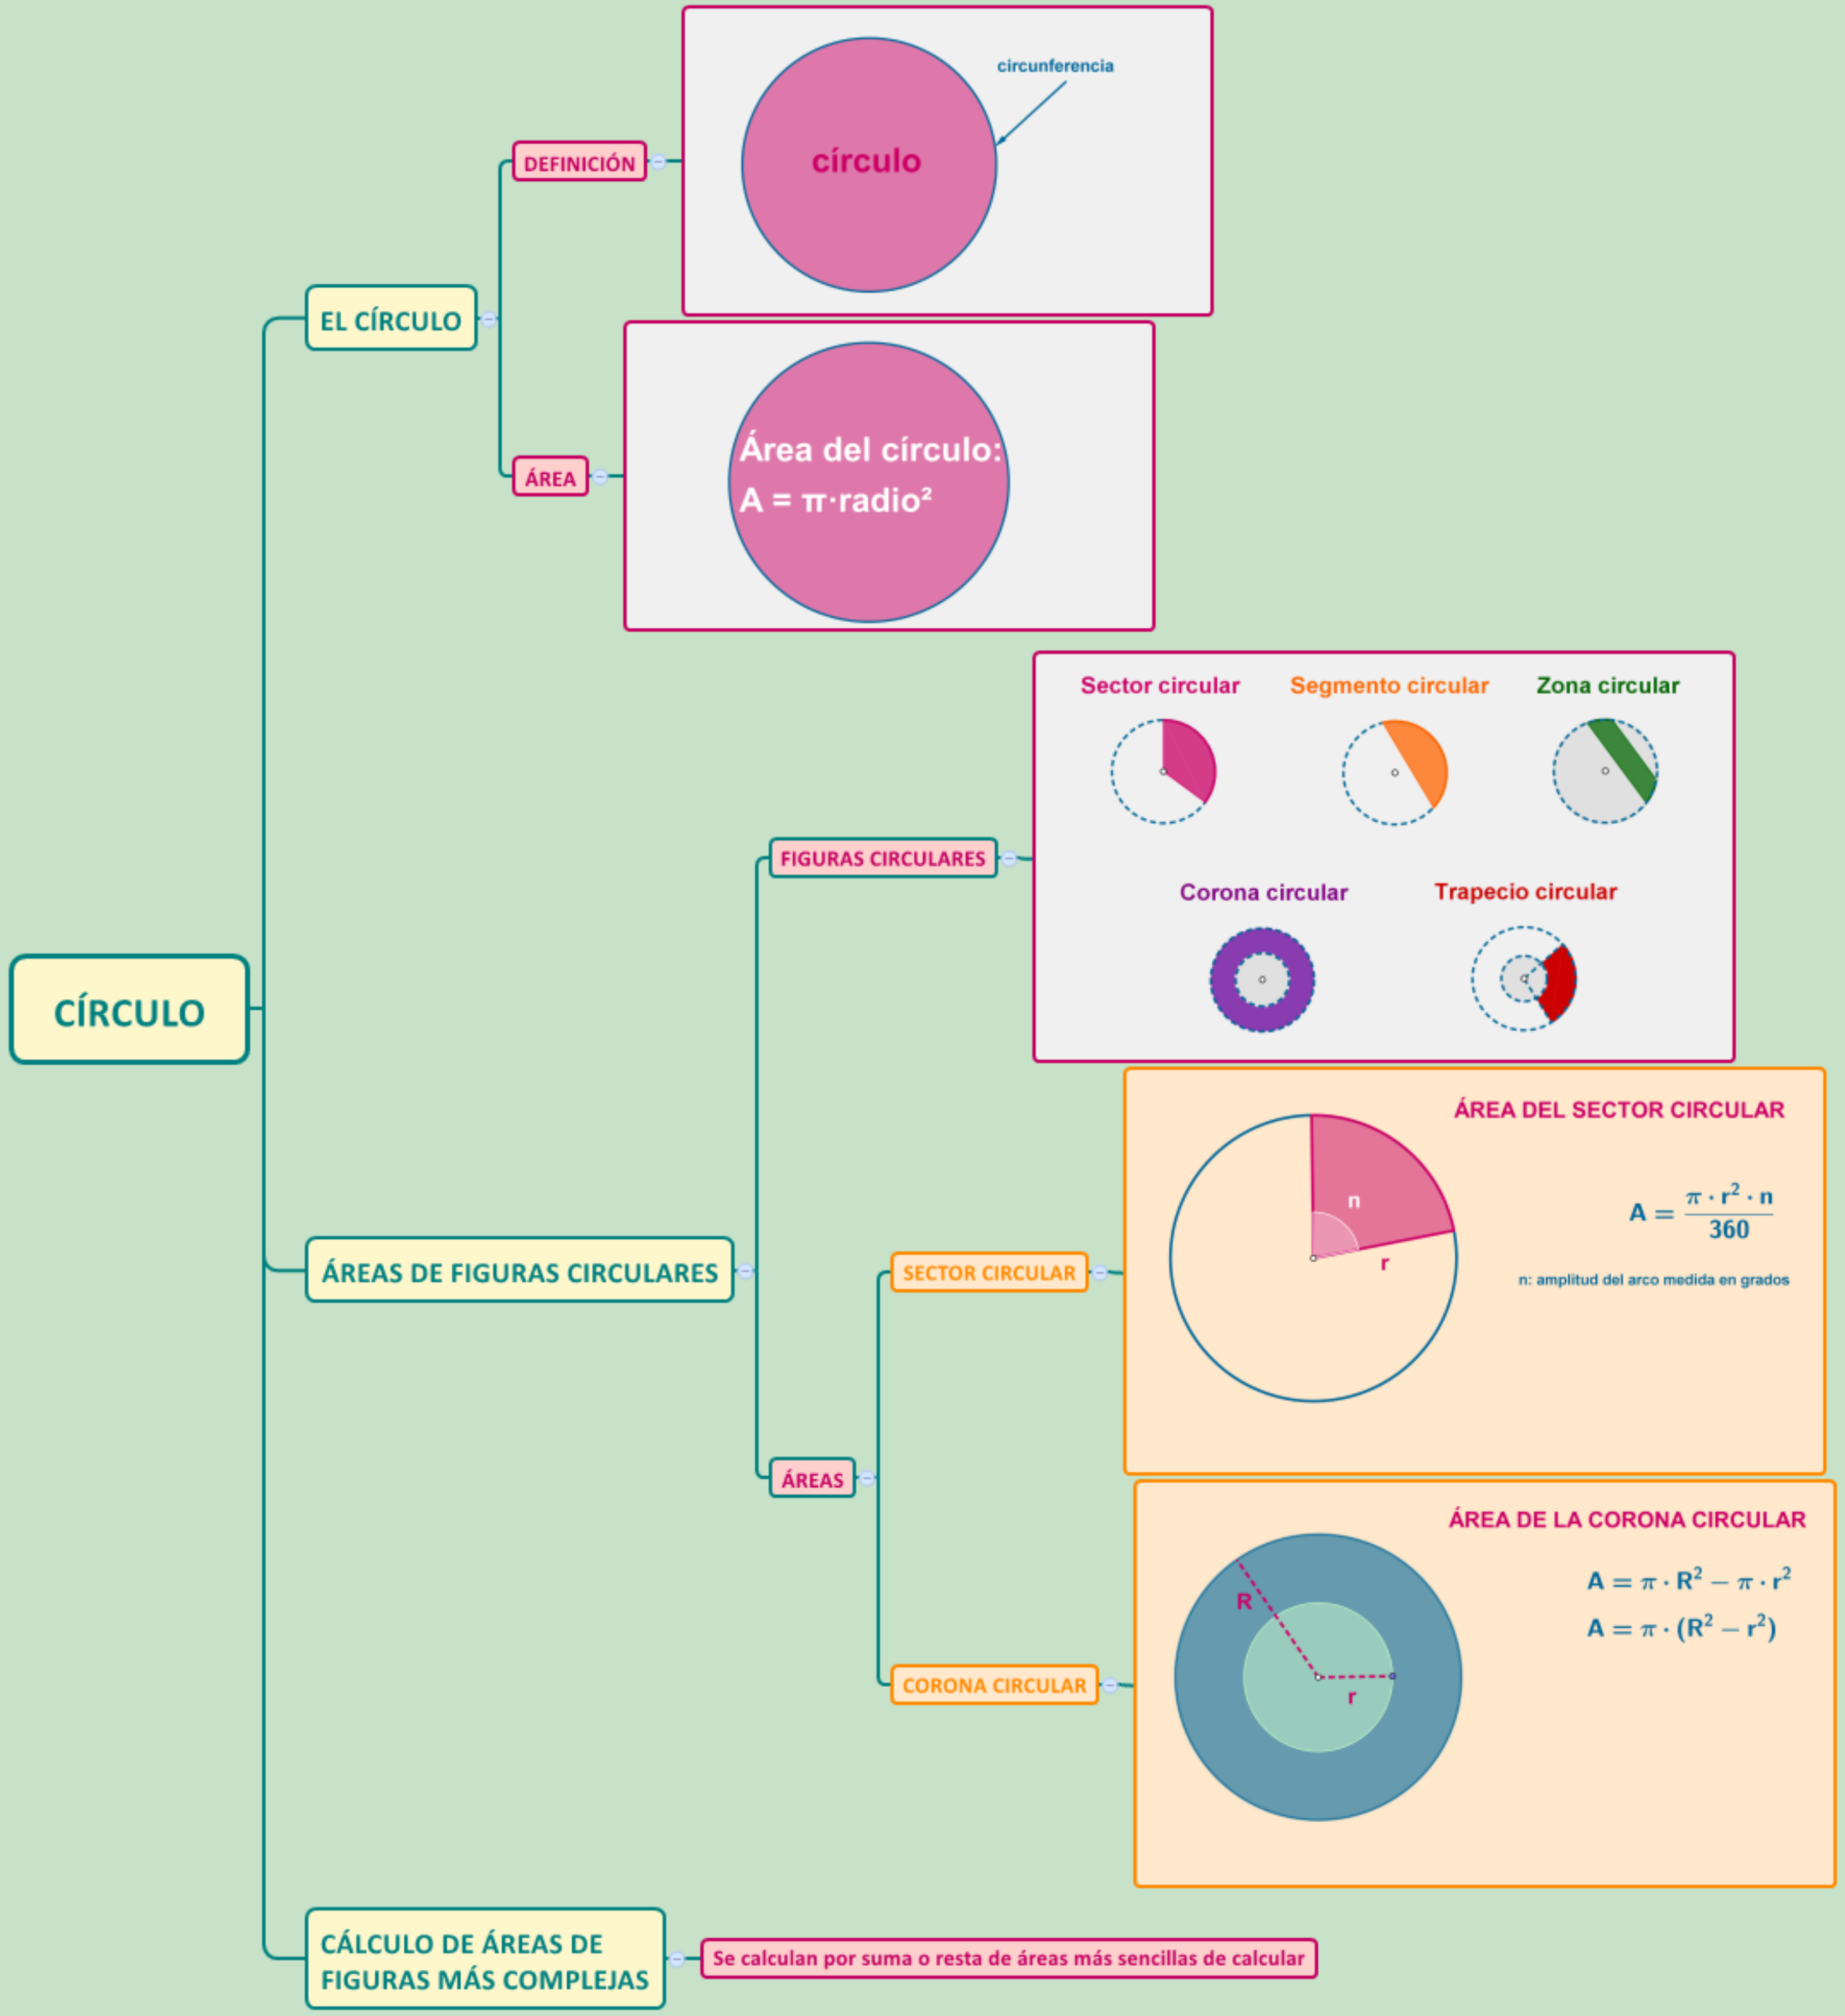 CÍRCULO
EL CÍRCULO
DEFINICIÓN
circunferencia
círculo
ÁREA
Área del círculo:
A = π·radio²
ÁREAS DE FIGURAS CIRCULARES
FIGURAS CIRCULARES
Sector circular
Segmento circular
Zona circular
Corona circular
Trapecio circular
ÁREAS
SECTOR CIRCULAR
ÁREA DEL SECTOR CIRCULAR
n
r
A = π · r² · n / 360
n: amplitud del arco medida en grados
CORONA CIRCULAR
ÁREA DE LA CORONA CIRCULAR
R
r
A = π · R² − π · r²
A = π · (R² − r²)
CÁLCULO DE ÁREAS DE
FIGURAS MÁS COMPLEJAS
Se calculan por suma o resta de áreas más sencillas de calcular